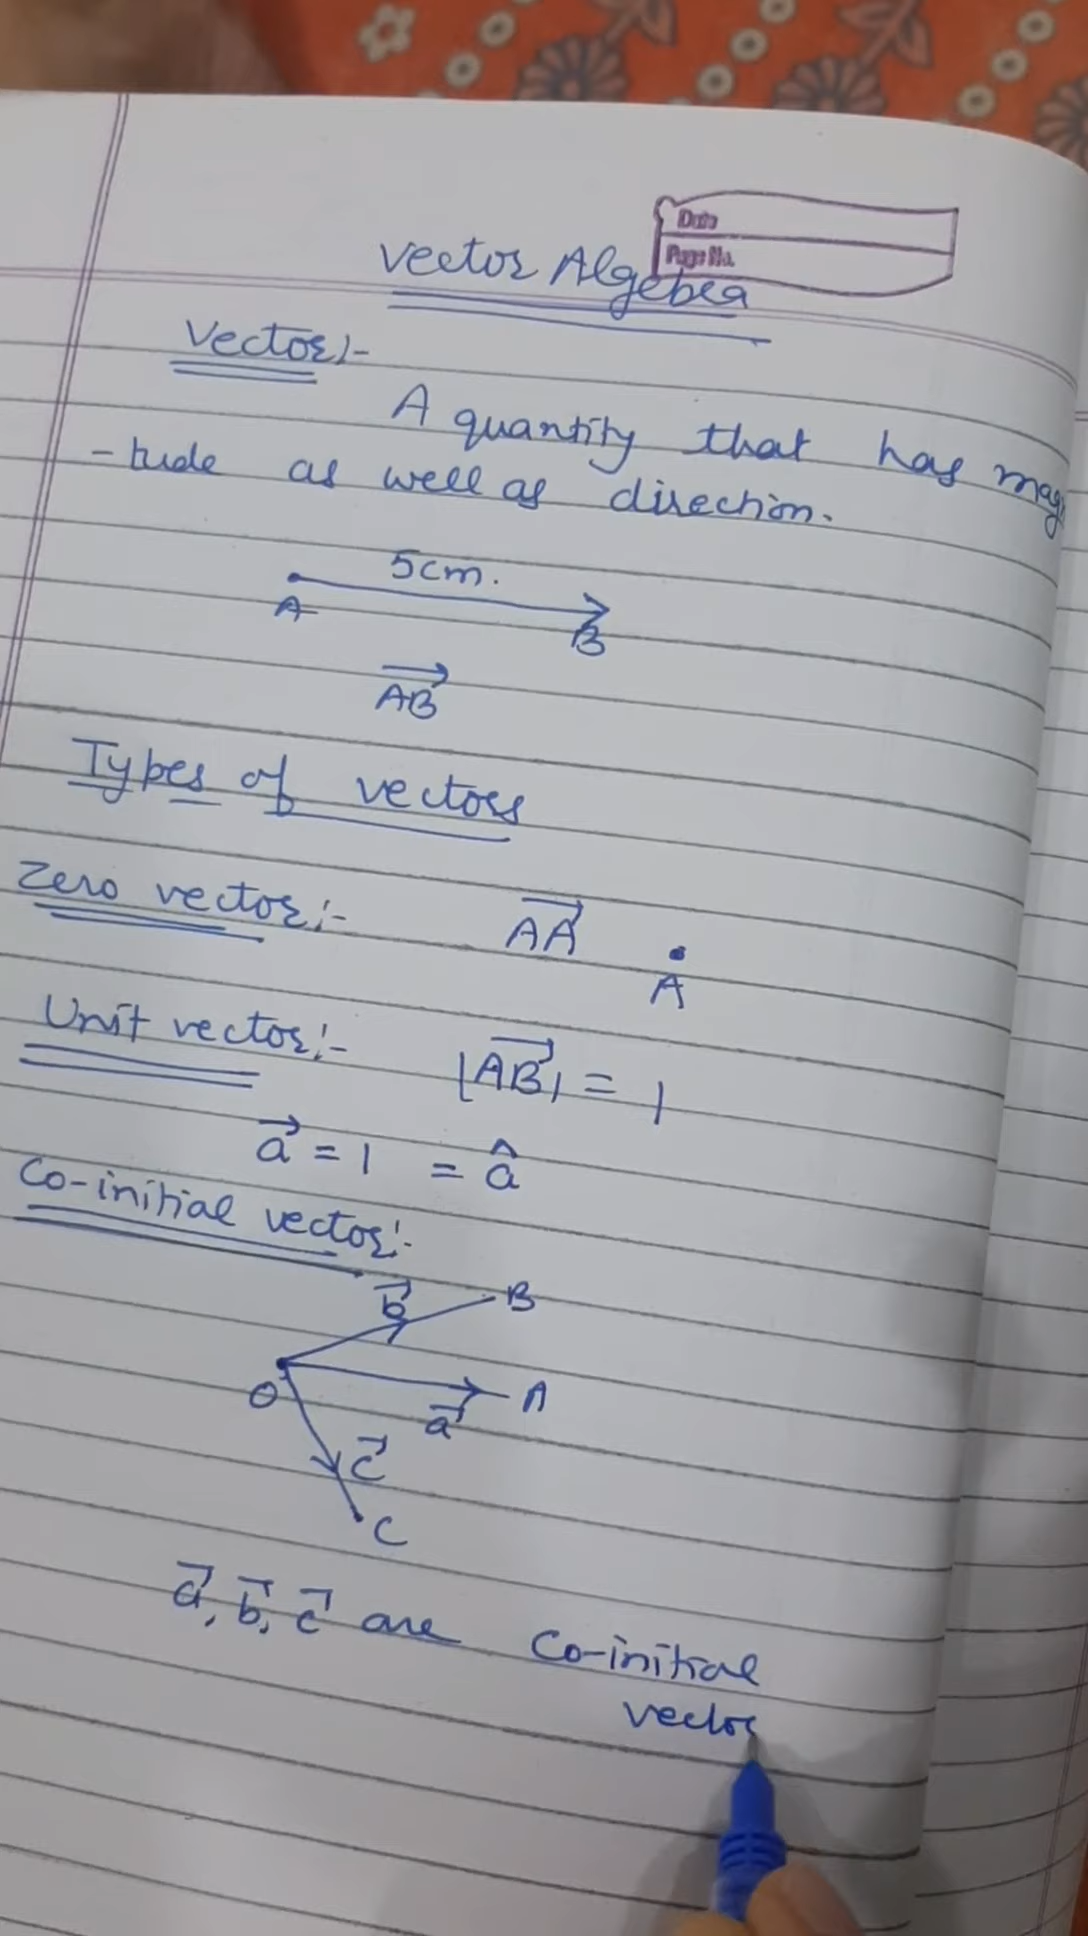 Date
Page No.
Vector Algebra
Vector:-
A quantity that has mag
-tude as well as direction.
5cm.
A B
AB
Types of vectors
Zero vector:- AA
A
Unit vector:- |AB| = 1
a = 1 = â
Co-initial vector:-
b B
O A
a
c
C
a, b, c are Co-initial
vector